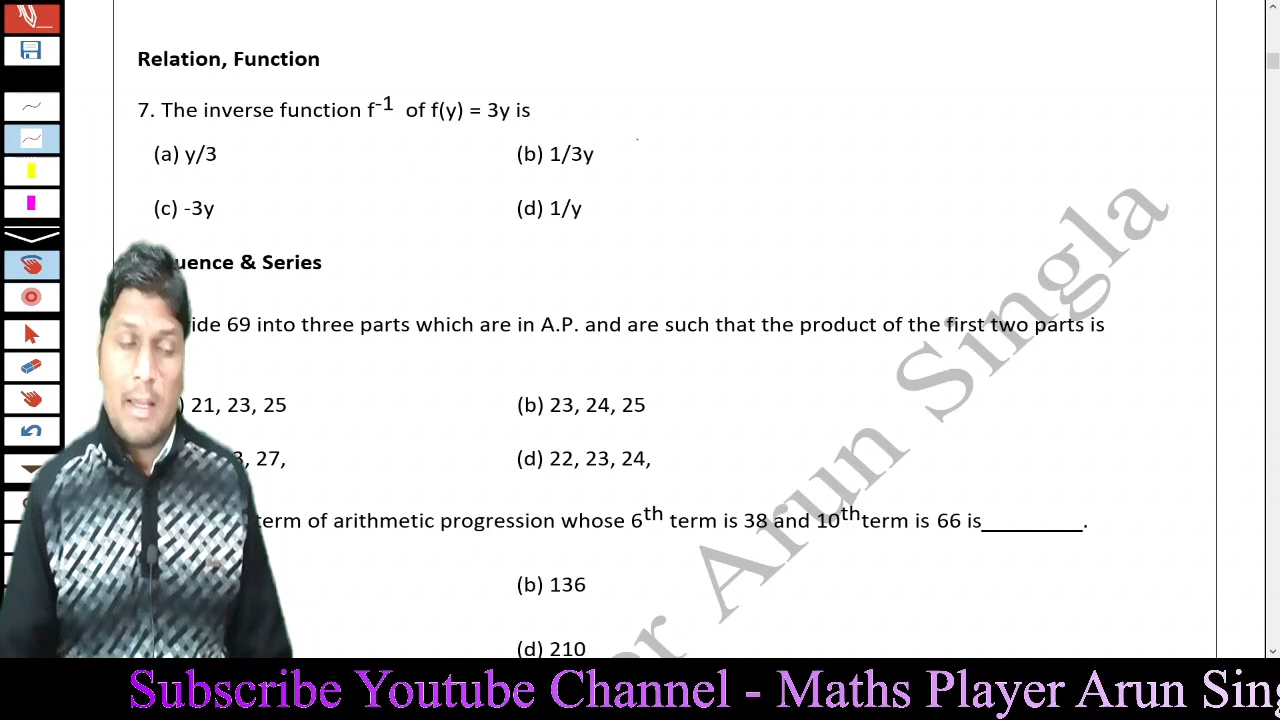 Relation, Function
7. The inverse function f-1 of f(y) = 3y is
(a) y/3 (b) 1/3y
(c) -3y (d) 1/y
uence & Series
ide 69 into three parts which are in A.P. and are such that the product of the first two parts is
) 21, 23, 25 (b) 23, 24, 25
, 27, (d) 22, 23, 24,
term of arithmetic progression whose 6th term is 38 and 10th term is 66 is________.
(b) 136
(d) 210
er Arun Singla
Subscribe Youtube Channel - Maths Player Arun Sing